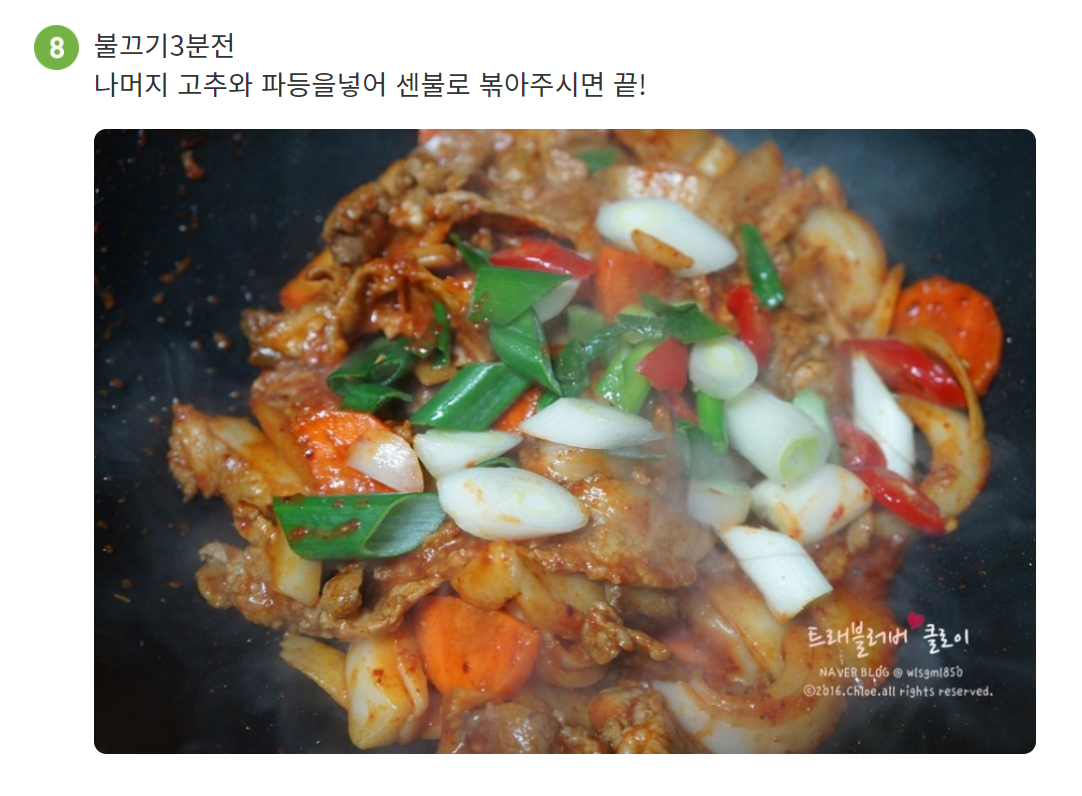 8
불끄기3분전
나머지 고추와 파등을넣어 센불로 볶아주시면 끝!
트래블러버 클로이
NAVER BLOG @ wlsgml850
©2016.Chloe.all rights reserved.